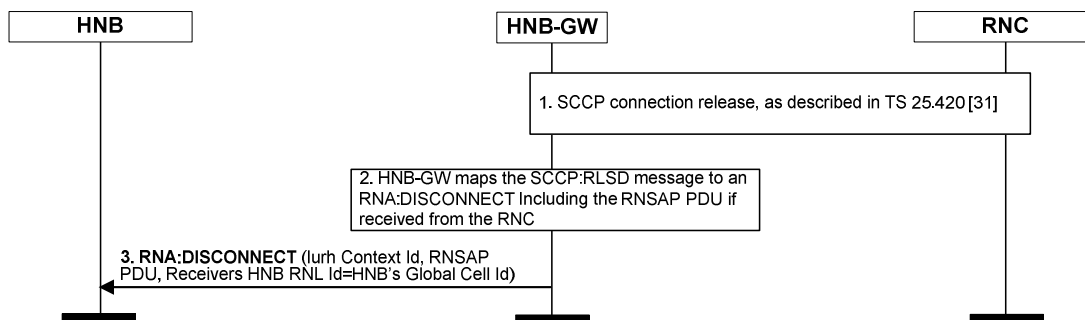 HNB
HNB-GW
RNC
1. SCCP connection release, as described in TS 25.420 [31]
2. HNB-GW maps the SCCP:RLSD message to an
RNA:DISCONNECT Including the RNSAP PDU if
received from the RNC
3. RNA:DISCONNECT (Iurh Context Id, RNSAP
PDU, Receivers HNB RNL Id=HNB's Global Cell Id)